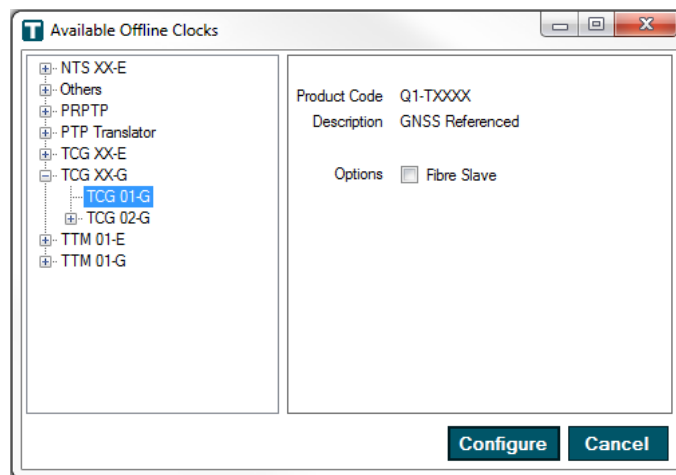 T Available Offline Clocks
NTS XX-E
Others
PRPTP
PTP Translator
TCG XX-E
TCG XX-G
TCG 01-G
TCG 02-G
TTM 01-E
TTM 01-G
Product Code Q1-TXXXX
Description GNSS Referenced
Options Fibre Slave
Configure Cancel